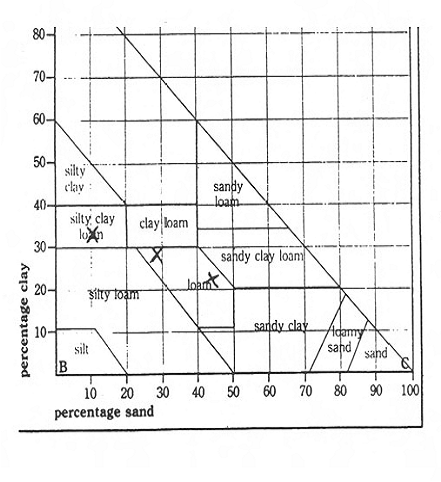 80
70
60
50
40
30
20
10
percentage clay
silty
clay
sandy
loam
silty clay
loam
clay loam
sandy clay loam
loam
silty loam
sandy clay
loamy
sand
sand
silt
B
C
10 20 30 40 50 60 70 80 90 100
percentage sand